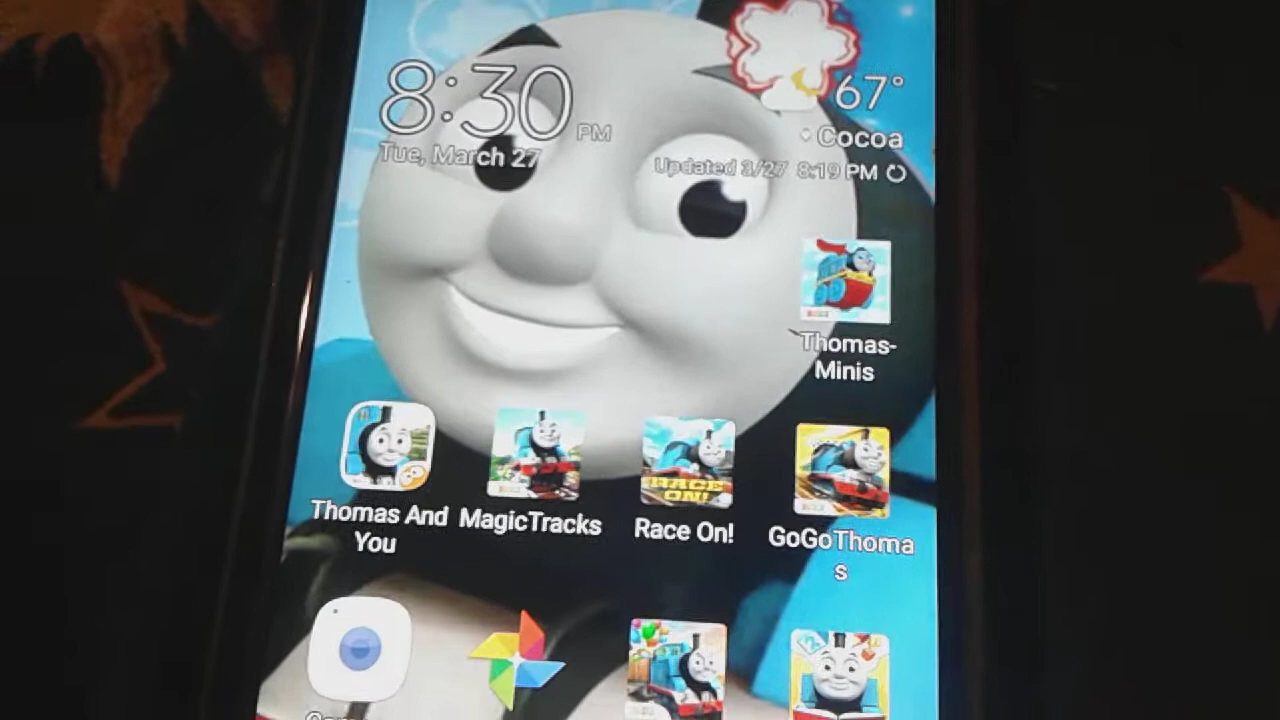 8:30 PM
67°
Cocoa
Tue, March 27
Updated 3/27 8:19 PM
Thomas-
Minis
RACE
ON!
Thomas And
You
MagicTracks
Race On!
GoGoThoma
s